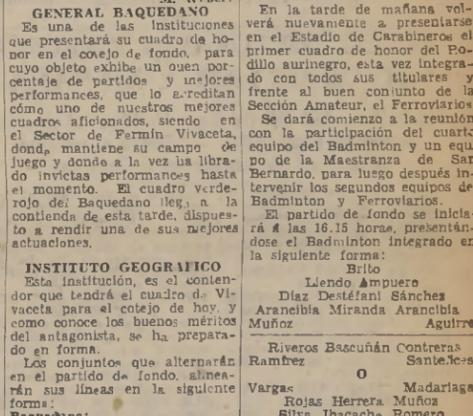 GENERAL BAQUEDANO
Es una de las Instituciones
que presentará su cuadro de ho-
nor en el cotejo de fondo, para
cuyo objeto exhibe un buen por-
centaje de partidos y mejores
performances, que lo acreditan
cómo uno de nuestros mejores
cuadros aficionados, siendo en
el Sector de Fermín Vivaceta,
donde mantiene su campo de
juego y donde a la vez ha libra-
do invictas performances hasta
el momento. El cuadro verde-
rojo del Baquedano llega a la
contienda de esta tarde, dispues-
to a rendir una de sus mejores
actuaciones.
INSTITUTO GEOGRAFICO
Esta institución, es el conten-
dor que tendrá el cuadro de Vi-
vaceta para el cotejo de hoy, y
como conoce los buenos méritos
del antagonista, se ha prepara-
do en forma.
Los conjuntos que alternarán
en el partido de fondo, alinea-
rán sus líneas en la siguiente
forma:
En la tarde de mañana vol-
verá nuevamente a presentarse
en el Estadio de Carabineros el
primer cuadro de honor del Ro-
dillo aurinegro, esta vez integra-
do con todos sus titulares y
frente al buen conjunto de la
Sección Amateur, el Ferroviarios
Se dará comienzo a la reunión
con la participación del cuarto
equipo del Badminton y un equi
po de la Maestranza de San
Bernardo, para luego después in-
tervenir los segundos equipos de
Badminton y Ferroviarios.
El partido de fondo se inicia-
rá a las 16.15 horas, presentán-
dose el Badminton integrado en
la siguiente forma:
Brito
Liendo Ampuero
Díaz Destéfani Sánchez
Arancibia Miranda Arancibia
Muñoz Aguirre
Riveros Bascuñán Contreras
Ramírez Santelices
O
Vargas Madariaga
Rojas Herrera Muñoz
Silva Ibacache Romero